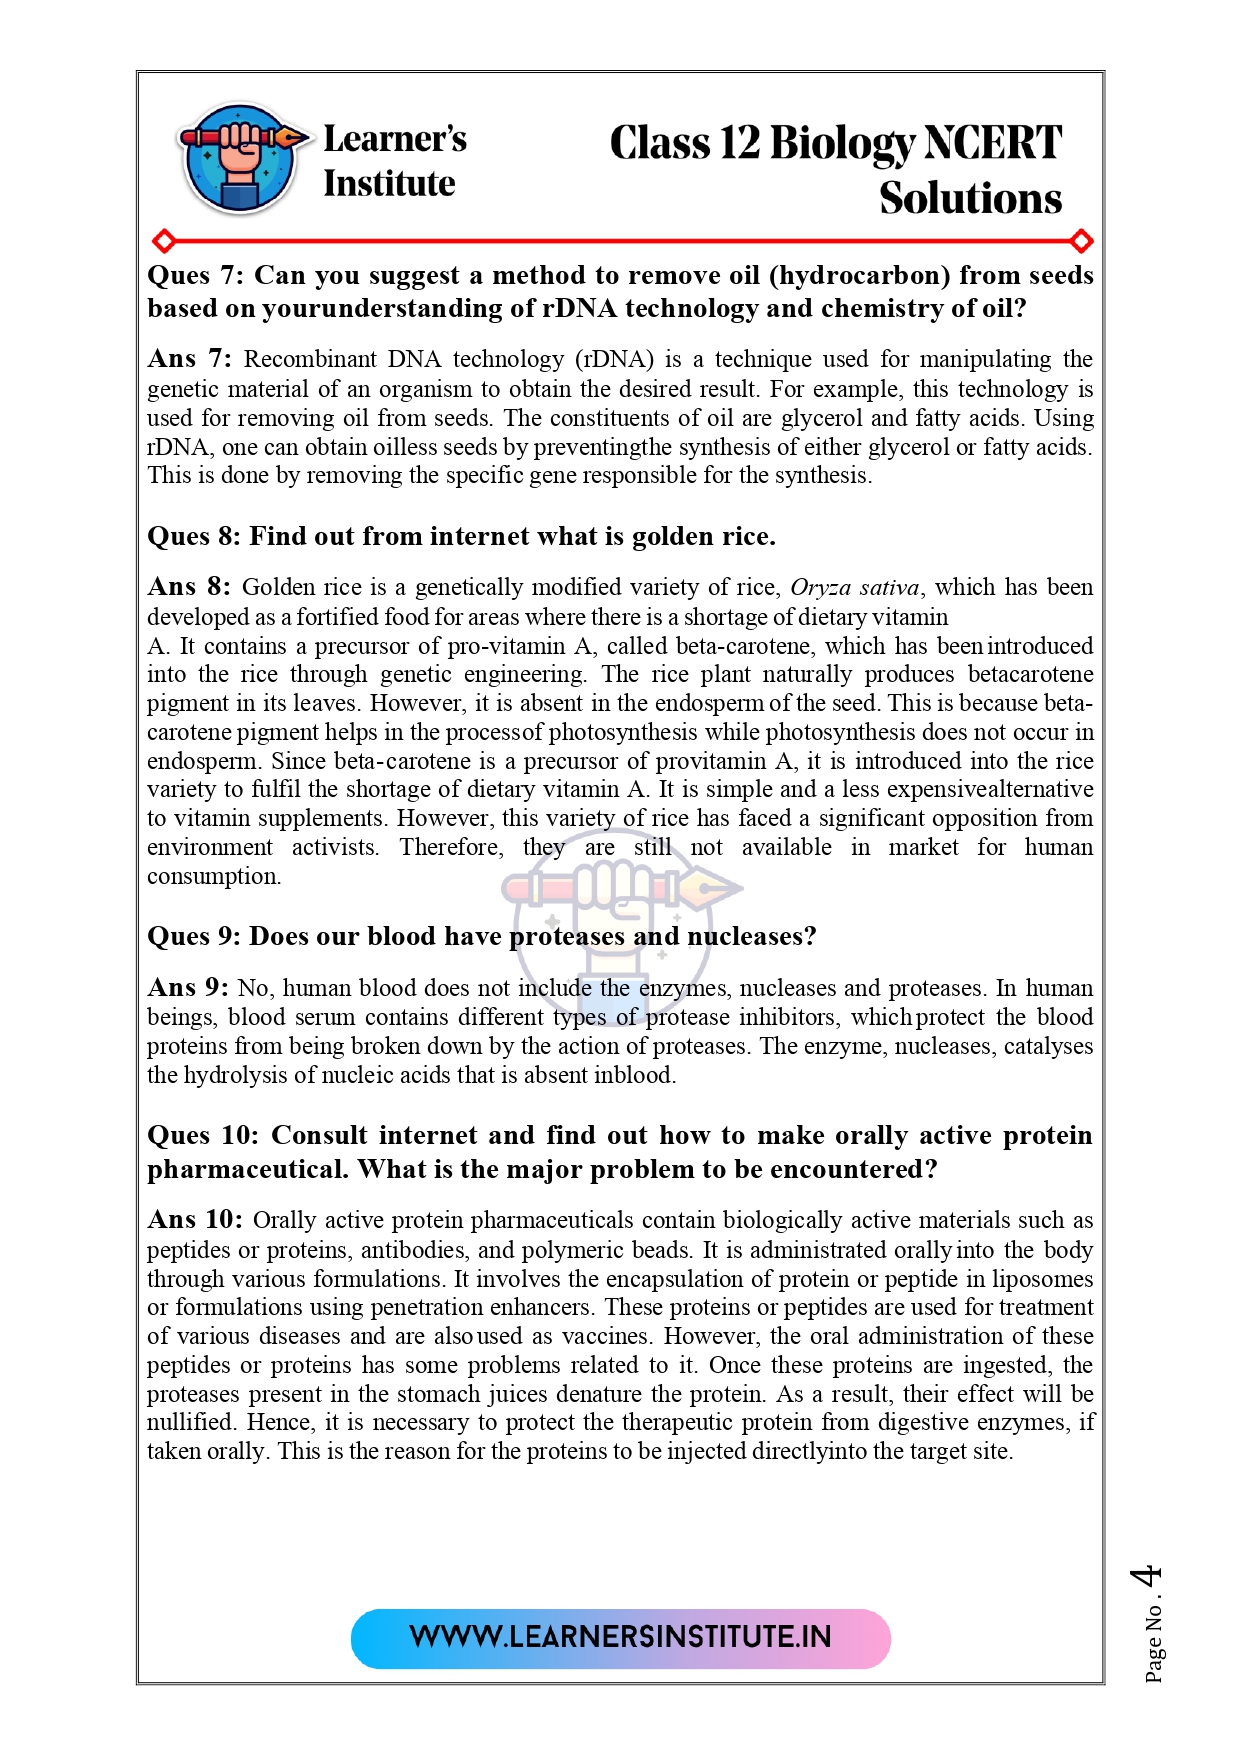 Learner's
Institute
Class 12 Biology NCERT
Solutions
Ques 7: Can you suggest a method to remove oil (hydrocarbon) from seeds
based on yourunderstanding of rDNA technology and chemistry of oil?
Ans 7: Recombinant DNA technology (rDNA) is a technique used for manipulating the
genetic material of an organism to obtain the desired result. For example, this technology is
used for removing oil from seeds. The constituents of oil are glycerol and fatty acids. Using
rDNA, one can obtain oilless seeds by preventingthe synthesis of either glycerol or fatty acids.
This is done by removing the specific gene responsible for the synthesis.
Ques 8: Find out from internet what is golden rice.
Ans 8: Golden rice is a genetically modified variety of rice, Oryza sativa, which has been
developed as a fortified food for areas where there is a shortage of dietary vitamin
A. It contains a precursor of pro-vitamin A, called beta-carotene, which has been introduced
into the rice through genetic engineering. The rice plant naturally produces betacarotene
pigment in its leaves. However, it is absent in the endosperm of the seed. This is because beta-
carotene pigment helps in the processof photosynthesis while photosynthesis does not occur in
endosperm. Since beta-carotene is a precursor of provitamin A, it is introduced into the rice
variety to fulfil the shortage of dietary vitamin A. It is simple and a less expensivealternative
to vitamin supplements. However, this variety of rice has faced a significant opposition from
environment activists. Therefore, they are still not available in market for human
consumption.
Ques 9: Does our blood have proteases and nucleases?
Ans 9: No, human blood does not include the enzymes, nucleases and proteases. In human
beings, blood serum contains different types of protease inhibitors, which protect the blood
proteins from being broken down by the action of proteases. The enzyme, nucleases, catalyses
the hydrolysis of nucleic acids that is absent inblood.
Ques 10: Consult internet and find out how to make orally active protein
pharmaceutical. What is the major problem to be encountered?
Ans 10: Orally active protein pharmaceuticals contain biologically active materials such as
peptides or proteins, antibodies, and polymeric beads. It is administrated orally into the body
through various formulations. It involves the encapsulation of protein or peptide in liposomes
or formulations using penetration enhancers. These proteins or peptides are used for treatment
of various diseases and are also used as vaccines. However, the oral administration of these
peptides or proteins has some problems related to it. Once these proteins are ingested, the
proteases present in the stomach juices denature the protein. As a result, their effect will be
nullified. Hence, it is necessary to protect the therapeutic protein from digestive enzymes, if
taken orally. This is the reason for the proteins to be injected directlyinto the target site.
WWW.LEARNERSINSTITUTE.IN
Page No . 4